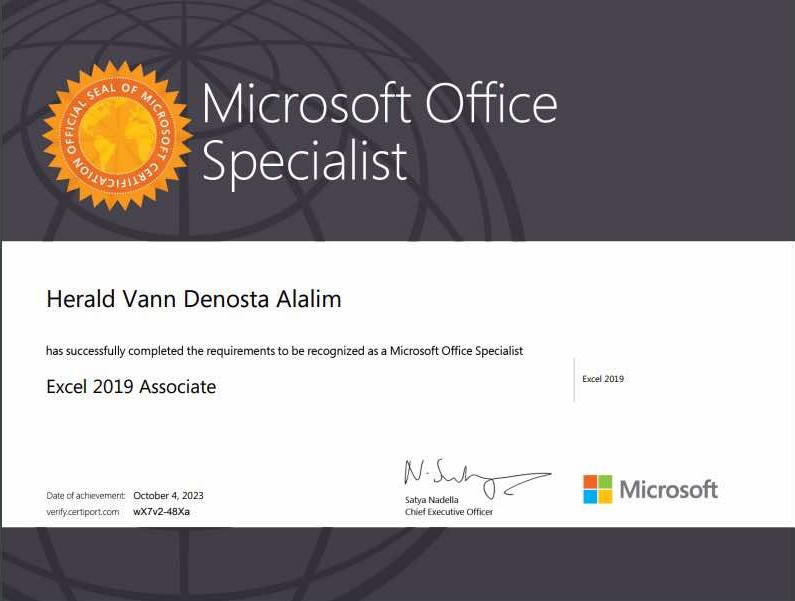 OFFICIAL SEAL OF MICROSOFT CERTIFICATION
Microsoft Office
Specialist
Herald Vann Denosta Alalim
has successfully completed the requirements to be recognized as a Microsoft Office Specialist
Excel 2019 Associate
Excel 2019
N. Satya
Satya Nadella
Chief Executive Officer
Date of achievement: October 4, 2023
verify.certiport.com wX7v2-48Xa
Microsoft